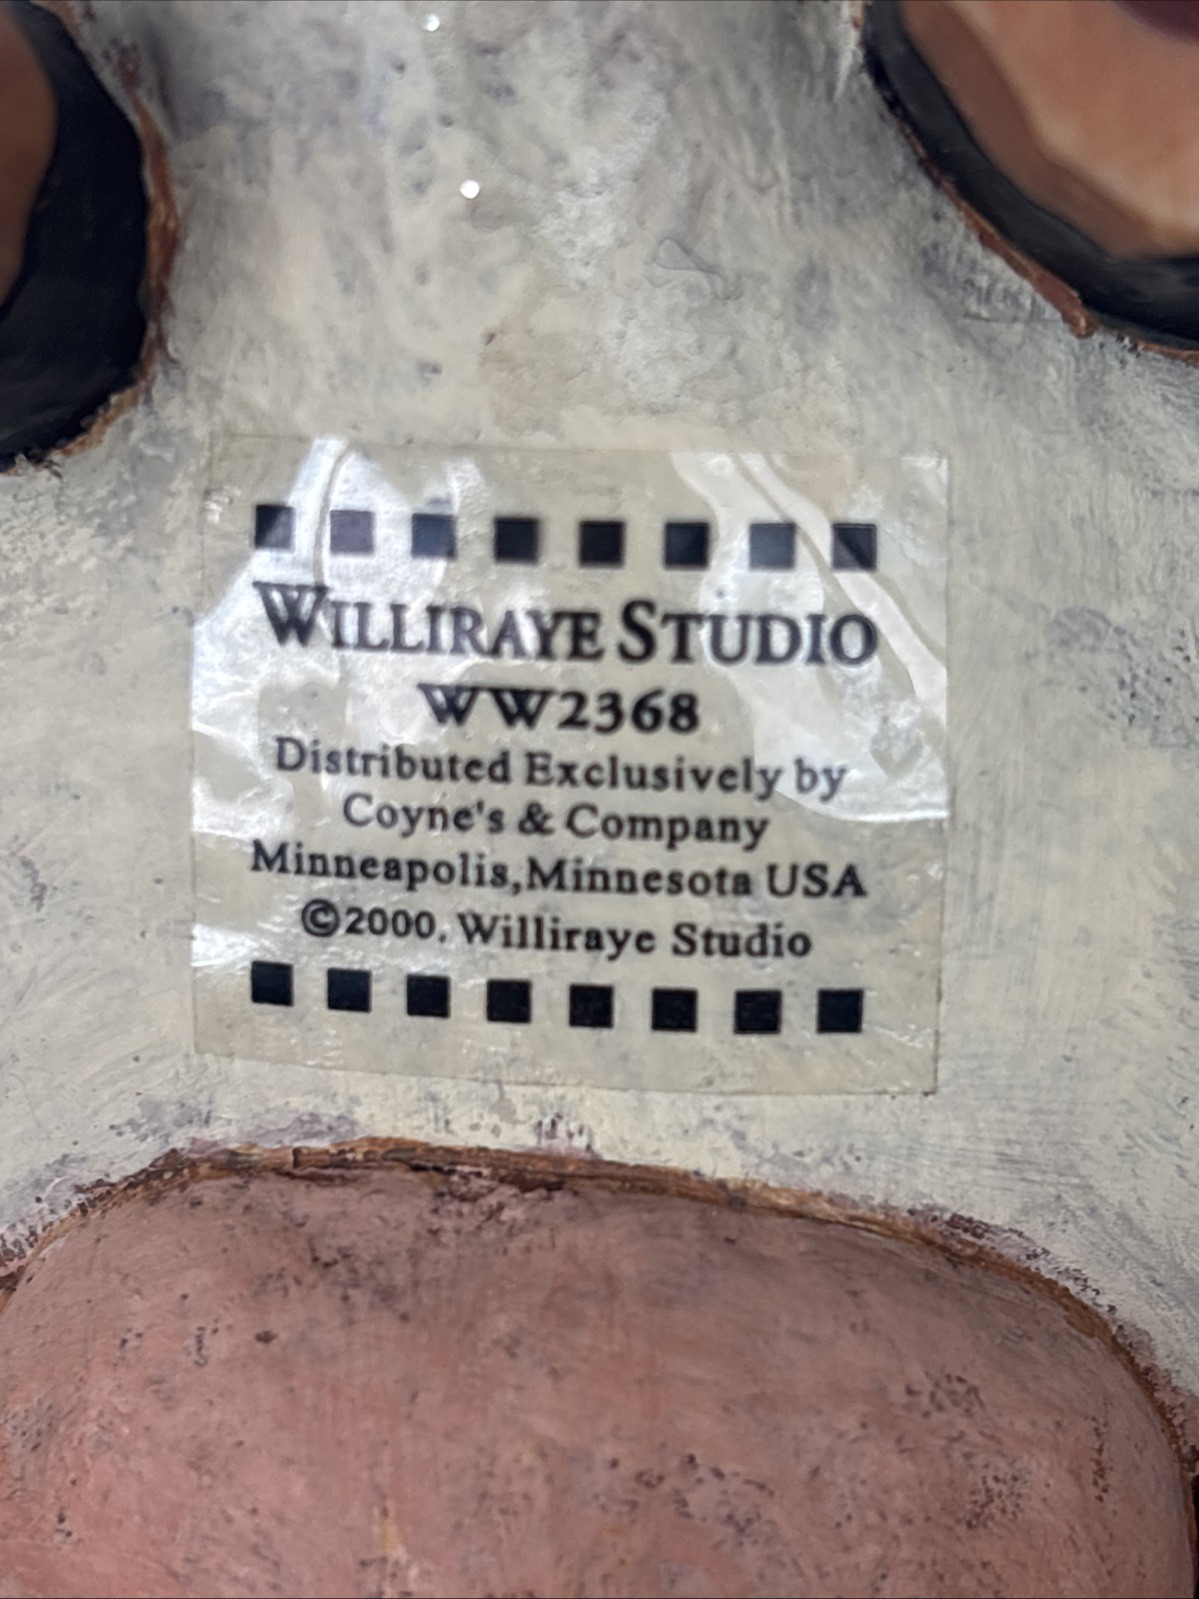 WILLIRAYE STUDIO
WW2368
Distributed Exclusively by
Coyne's & Company
Minneapolis,Minnesota USA
©2000. Williraye Studio